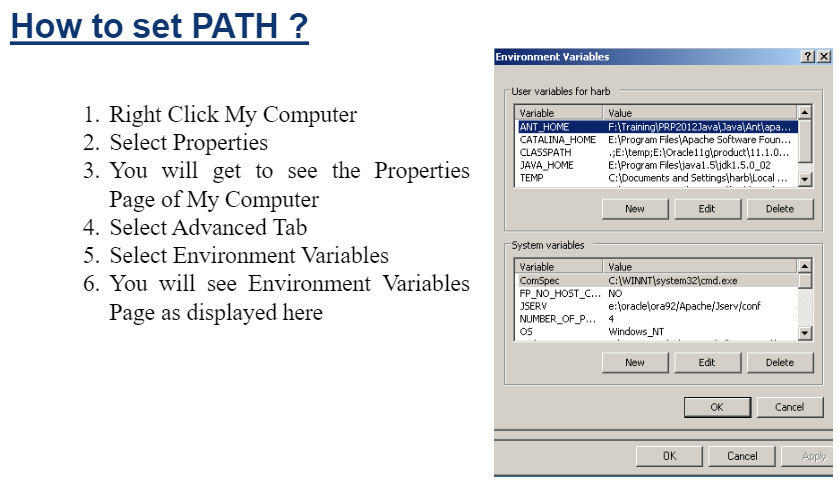 How to set PATH ?
1. Right Click My Computer
2. Select Properties
3. You will get to see the Properties
Page of My Computer
4. Select Advanced Tab
5. Select Environment Variables
6. You will see Environment Variables
Page as displayed here
Environment Variables
User variables for harb
Variable Value
ANT_HOME F:\Training\PRP2012Java\Java\Ant\apa...
CATALINA_HOME E:\Program Files\Apache Software Foun...
CLASSPATH .;E:\temp;E:\Oracle11g\product\11.1.0...
JAVA_HOME E:\Program Files\java1.5\jdk1.5.0_02
TEMP C:\Documents and Settings\harb\Local ...
New Edit Delete
System variables
Variable Value
ComSpec C:\WINNT\system32\cmd.exe
FP_NO_HOST_C... NO
JSERV e:\oracle\ora92/Apache/Jserv/conf
NUMBER_OF_P... 4
OS Windows_NT
New Edit Delete
OK Cancel
OK Cancel Apply